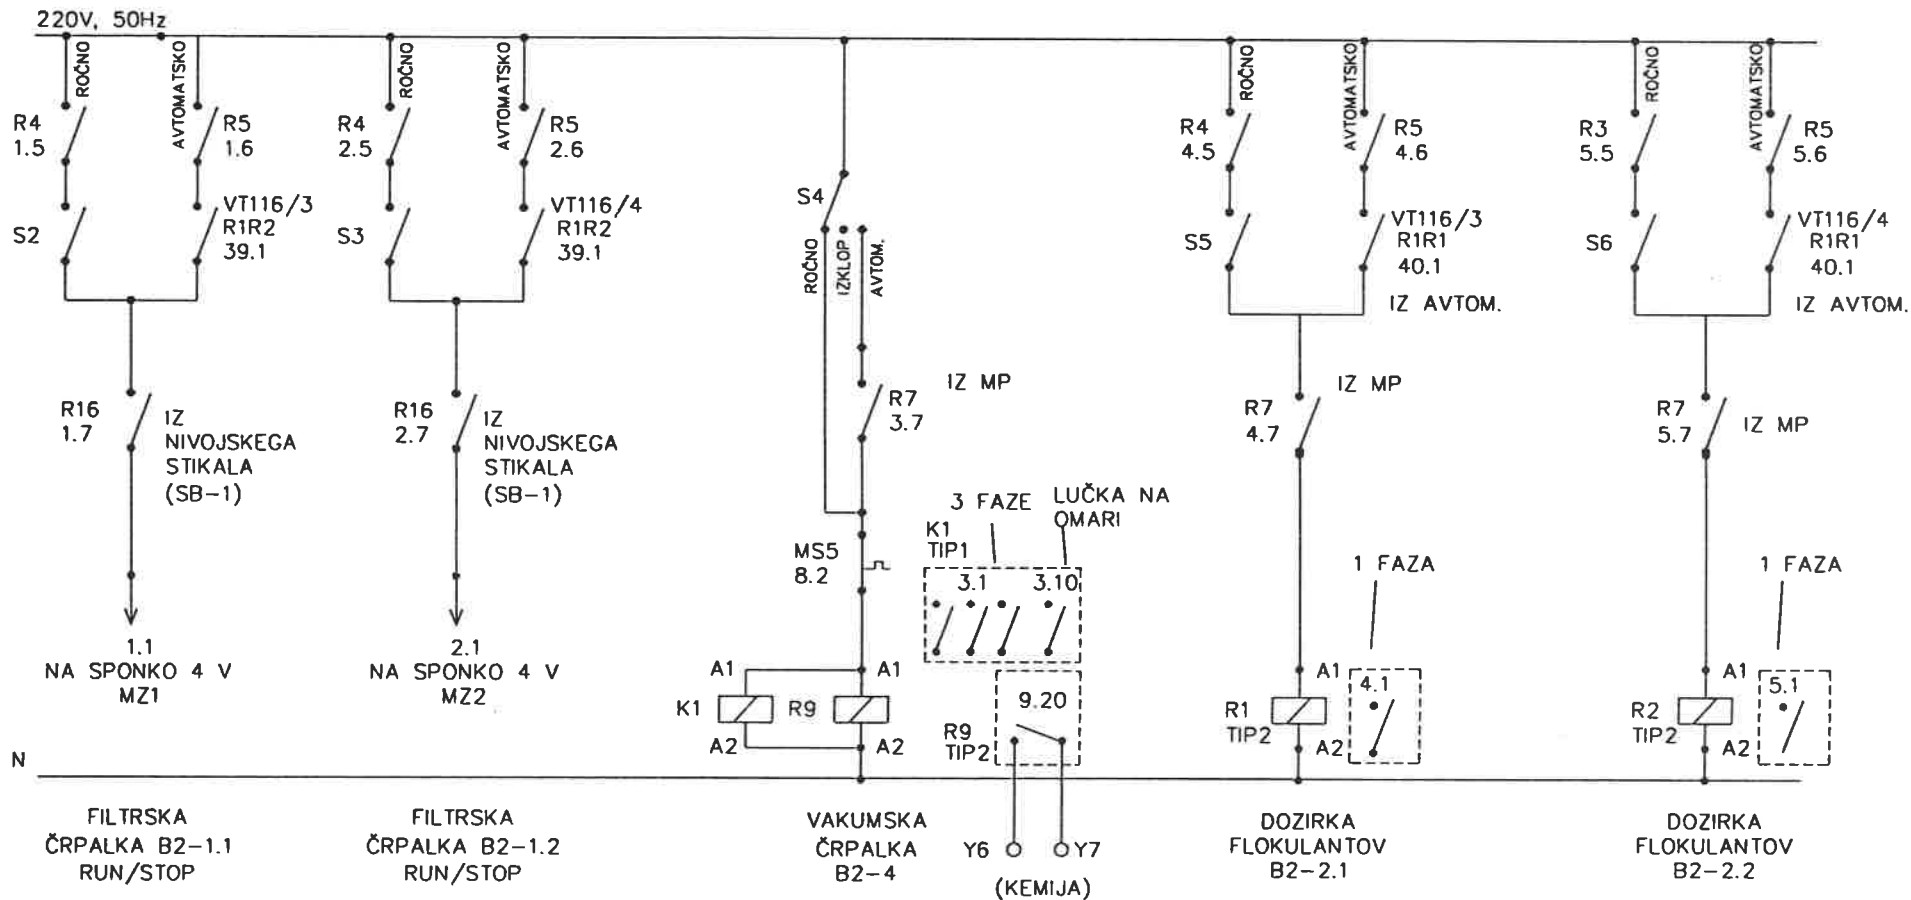 220V, 50Hz
ROČNO
AVTOMATSKO
R4
1.5
R5
1.6
S2
VT116/3
R1R2
39.1
R16
1.7
IZ
NIVOJSKEGA
STIKALA
(SB-1)
1.1
NA SPONKO 4 V
MZ1
FILTRSKA
ČRPALKA B2-1.1
RUN/STOP
ROČNO
AVTOMATSKO
R4
2.5
R5
2.6
S3
VT116/4
R1R2
39.1
R16
2.7
IZ
NIVOJSKEGA
STIKALA
(SB-1)
2.1
NA SPONKO 4 V
MZ2
FILTRSKA
ČRPALKA B2-1.2
RUN/STOP
S4
ROČNO
IZKLOP
AVTOM.
R7
3.7
IZ MP
MS5
8.2
3 FAZE
LUČKA NA
OMARI
K1
TIP1
3.1
3.10
A1
A1
K1
R9
A2
A2
9.20
R9
TIP2
Y6
Y7
(KEMIJA)
VAKUMSKA
ČRPALKA
B2-4
ROČNO
AVTOMATSKO
R4
4.5
R5
4.6
S5
VT116/3
R1R1
40.1
IZ AVTOM.
IZ MP
R7
4.7
1 FAZA
A1
4.1
R1
TIP2
A2
DOZIRKA
FLOKULANTOV
B2-2.1
ROČNO
AVTOMATSKO
R3
5.5
R5
5.6
S6
VT116/4
R1R1
40.1
IZ AVTOM.
R7
5.7
IZ MP
1 FAZA
A1
5.1
R2
TIP2
A2
DOZIRKA
FLOKULANTOV
B2-2.2
N